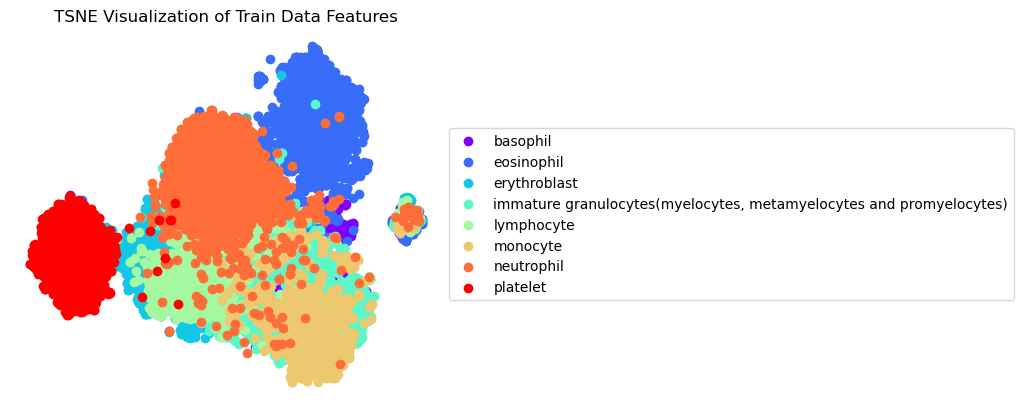 TSNE Visualization of Train Data Features
basophil
eosinophil
erythroblast
immature granulocytes(myelocytes, metamyelocytes and promyelocytes)
lymphocyte
monocyte
neutrophil
platelet